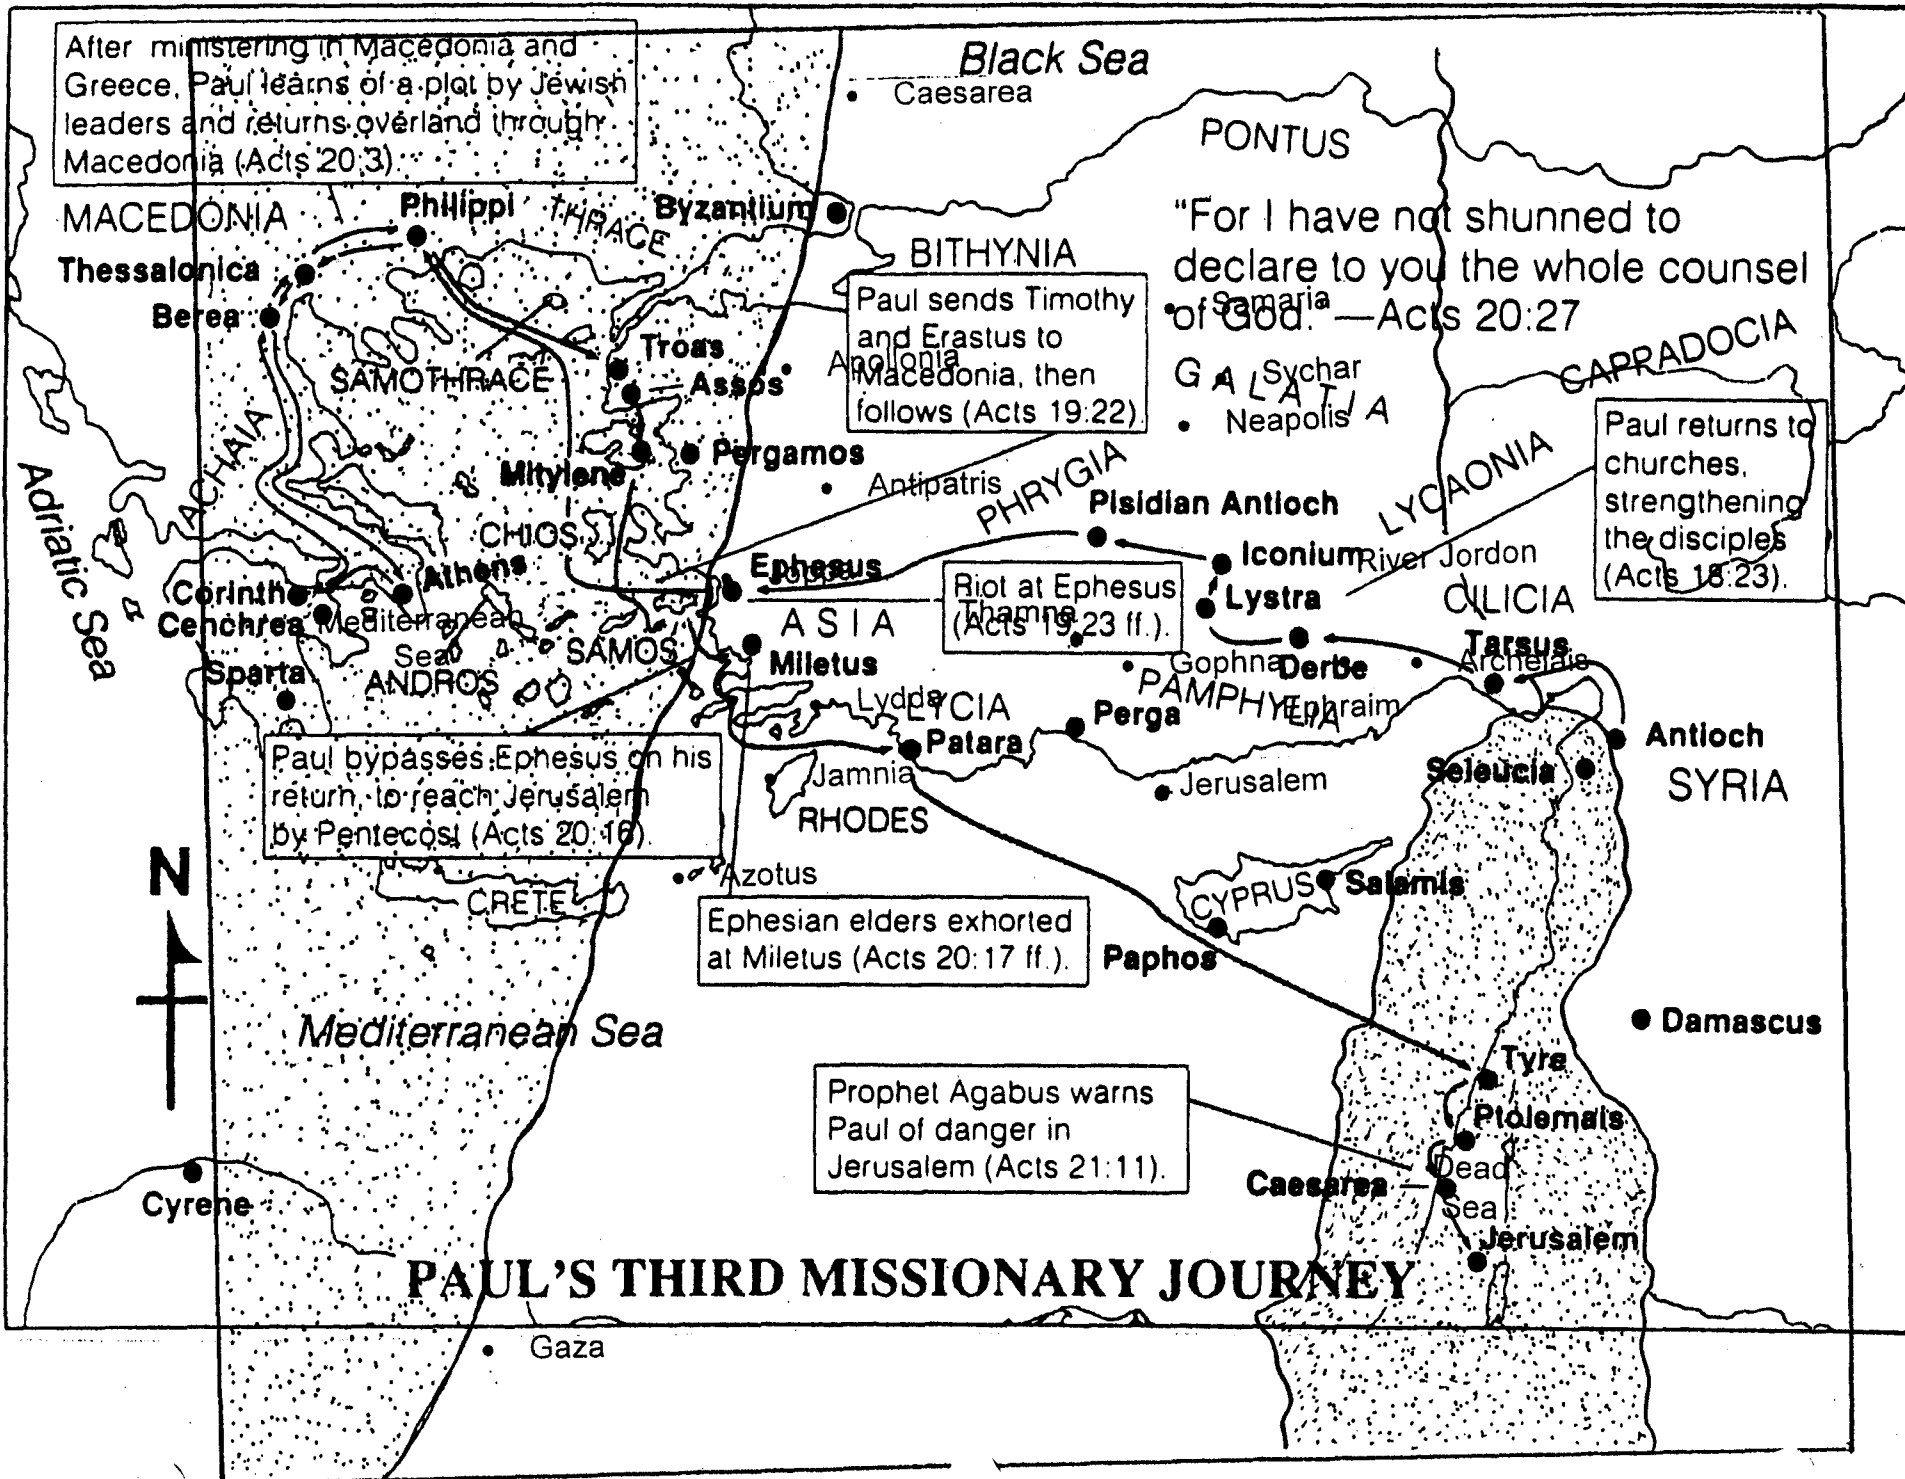 After ministering in Macedonia and
Greece, Paul learns of a plot by Jewish
leaders and returns overland through
Macedonia (Acts 20:3).
Black Sea
Caesarea
PONTUS
MACEDONIA
Philippi
THRACE
Byzantium
"For I have not shunned to
declare to you the whole counsel
of God." —Acts 20:27
BITHYNIA
Thessalonica
Berea
Paul sends Timothy
and Erastus to
Macedonia, then
follows (Acts 19:22).
Samaria
Troas
Assos
Apollonia
SAMOTHRACE
GALATIA
Sychar
Neapolis
CAPRADOCIA
Paul returns to
churches,
strengthening
the disciples
(Acts 18:23).
ACHAIA
Adriatic Sea
Mitylene
Pergamos
Antipatris
PHRYGIA
LYCAONIA
Pisidian Antioch
CHIOS
Athens
Ephesus
Iconium
River Jordon
Corinth
Cenchrea
Mediterranean
Sea
Riot at Ephesus
(Acts 19:23 ff.).
Thamna
Lystra
CILICIA
ASIA
SAMOS
Miletus
Gophna
Derbe
Tarsus
Archelais
Sparta
ANDROS
Lydda
LYCIA
PAMPHYLIA
Ephraim
Perga
Patara
Antioch
Paul bypasses Ephesus on his
return, to reach Jerusalem
by Pentecost (Acts 20:16).
Jamnia
RHODES
Jerusalem
Seleucia
SYRIA
N
CRETE
Azotus
CYPRUS
Salamis
Ephesian elders exhorted
at Miletus (Acts 20:17 ff.).
Paphos
Mediterranean Sea
Damascus
Tyre
Prophet Agabus warns
Paul of danger in
Jerusalem (Acts 21:11).
Ptolemais
Dead
Sea
Caesarea
Cyrene
Jerusalem
PAUL'S THIRD MISSIONARY JOURNEY
Gaza